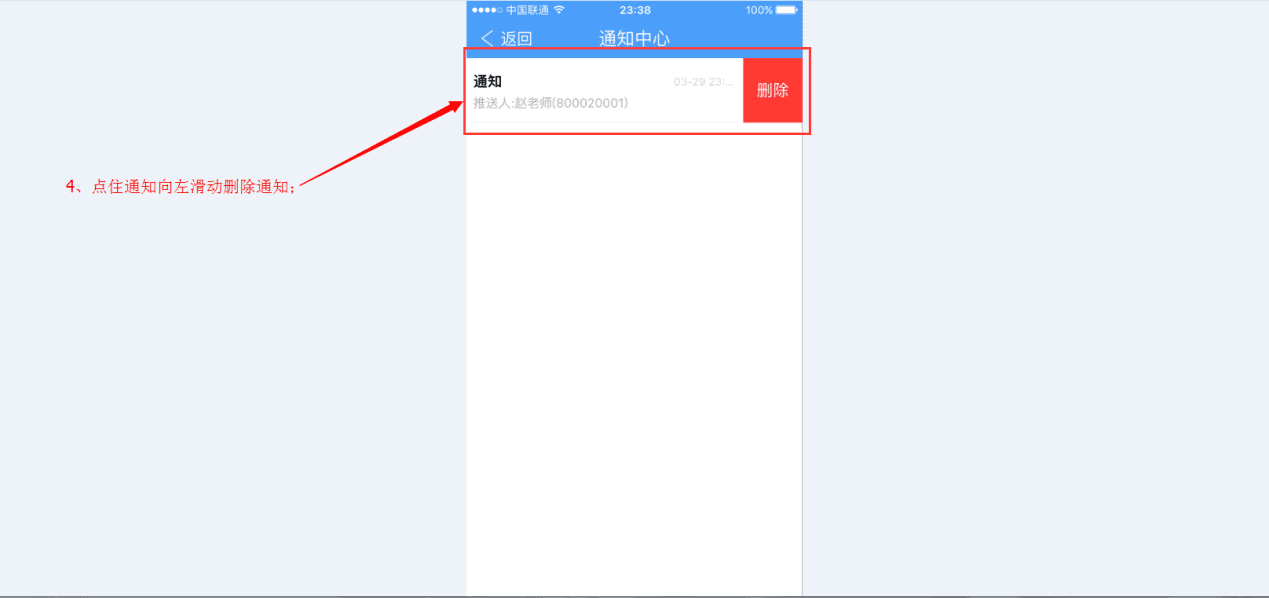 中国联通 23:38 100%
返回 通知中心
通知 03-29 23:...
推送人:赵老师(800020001)
删除
4、点住通知向左滑动删除通知;